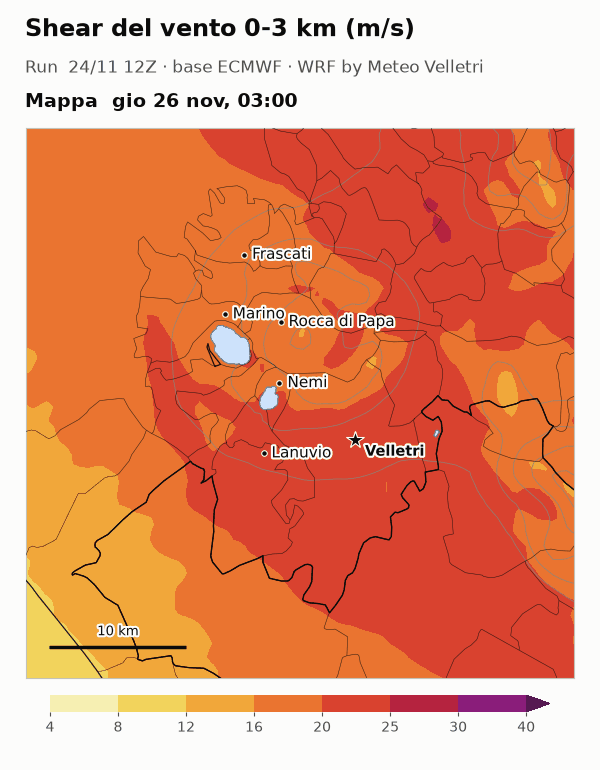 Shear del vento 0-3 km (m/s)
Run  24/11 12Z · base ECMWF · WRF by Meteo Velletri
Mappa  gio 26 nov, 03:00
Frascati
Marino
Rocca di Papa
Nemi
Velletri
Lanuvio
10 km
4 8 12 16 20 25 30 40